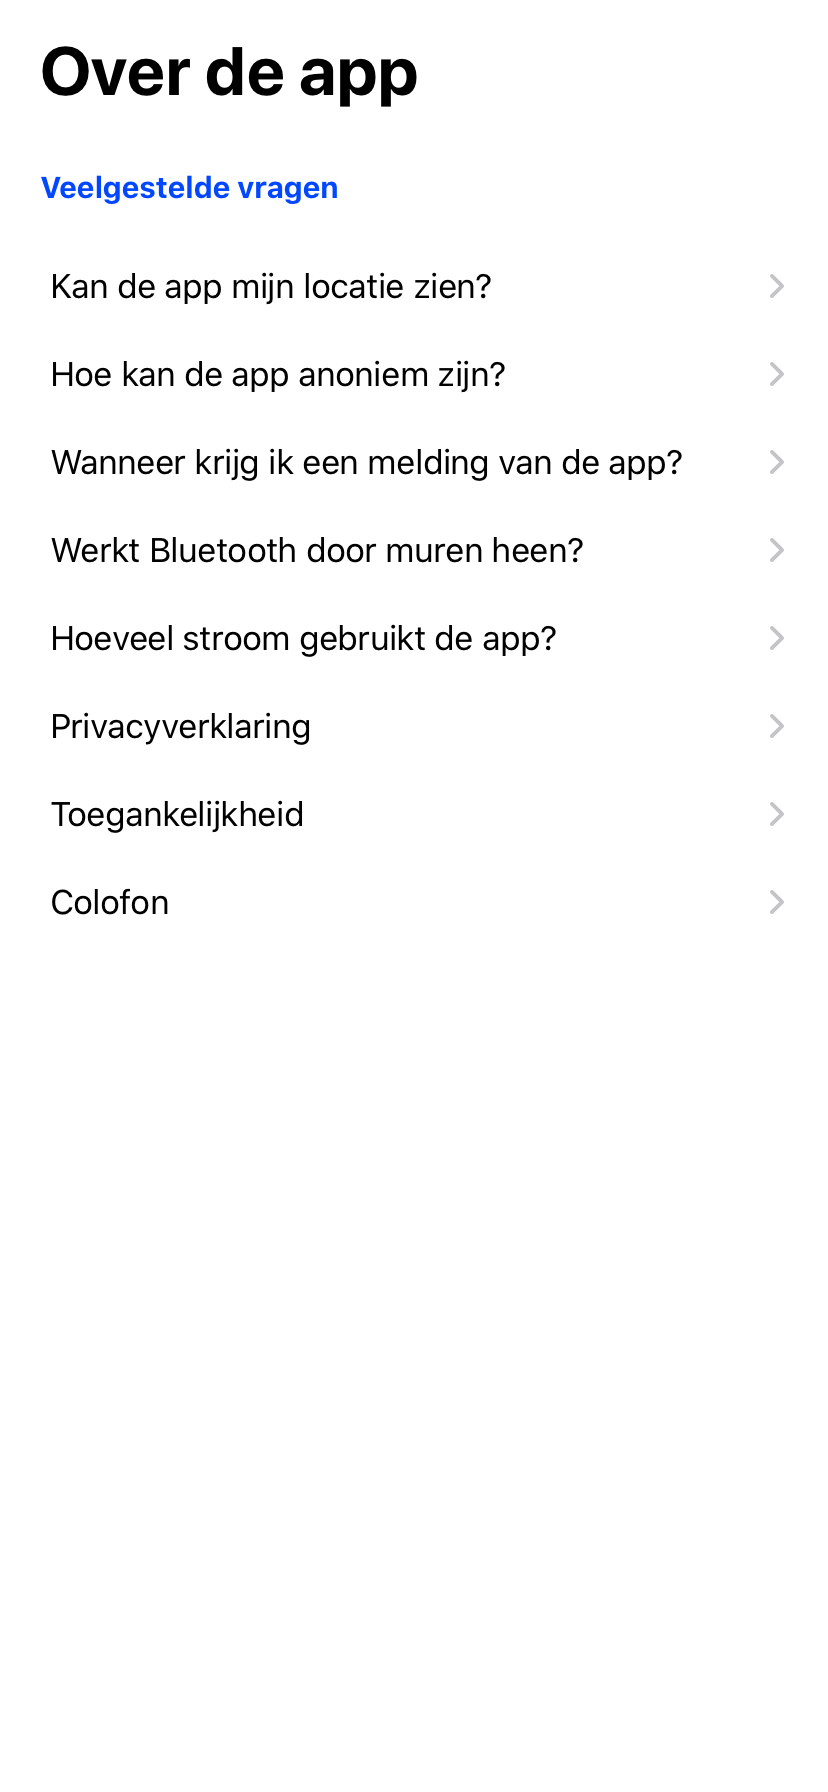 Over de app
Veelgestelde vragen
Kan de app mijn locatie zien?
Hoe kan de app anoniem zijn?
Wanneer krijg ik een melding van de app?
Werkt Bluetooth door muren heen?
Hoeveel stroom gebruikt de app?
Privacyverklaring
Toegankelijkheid
Colofon